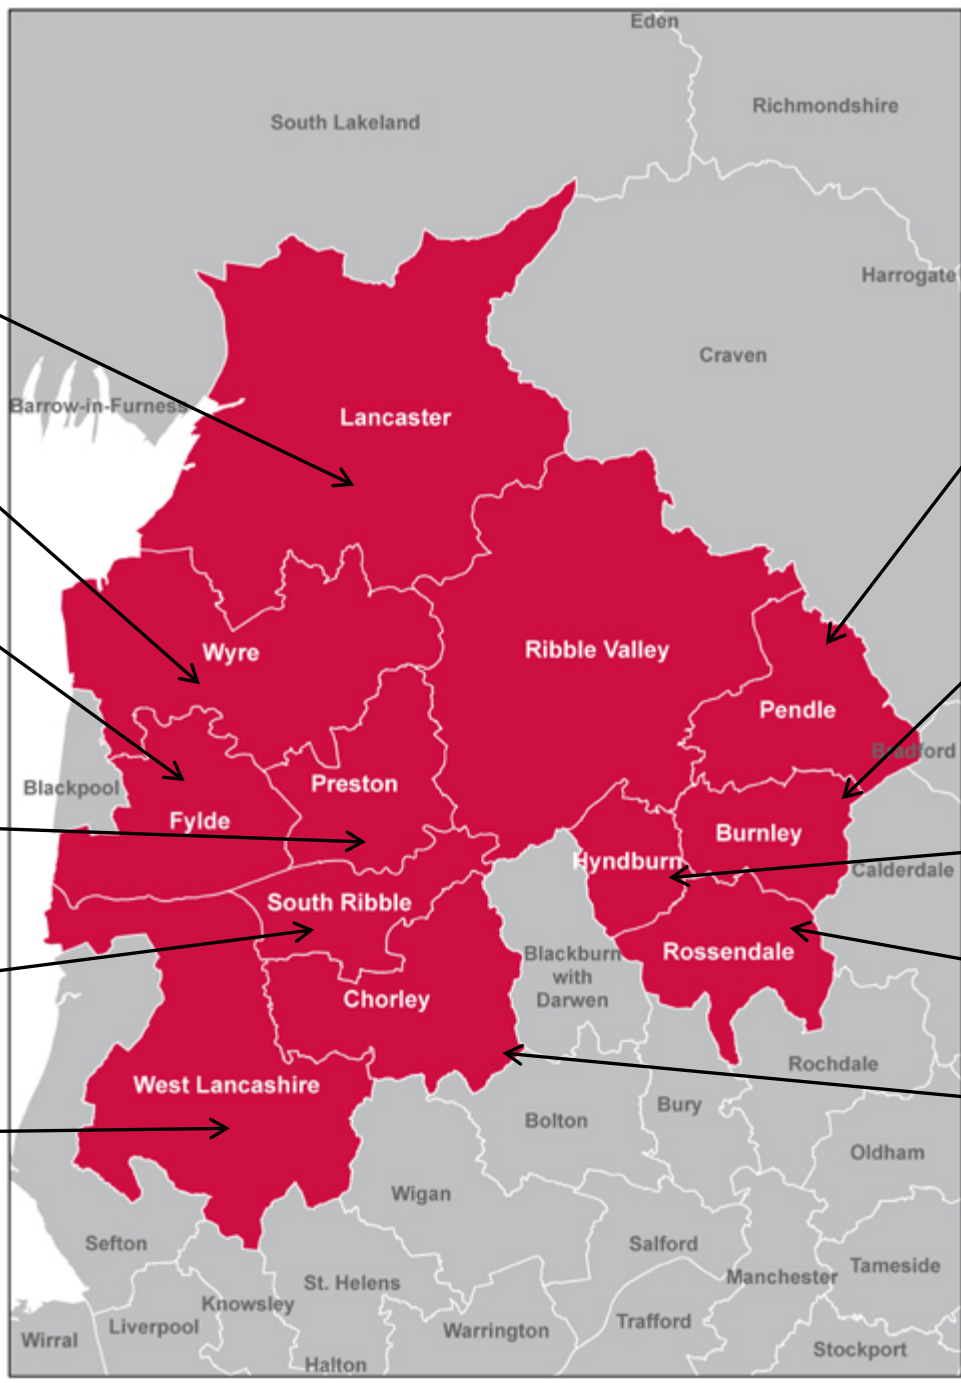 Eden
Richmondshire
South Lakeland
Harrogate
Craven
Barrow-in-Furness
Lancaster
Ribble Valley
Wyre
Pendle
Bradford
Preston
Blackpool
Fylde
Burnley
Hyndburn
Calderdale
South Ribble
Rossendale
Blackburn
with
Darwen
Chorley
Rochdale
West Lancashire
Bury
Bolton
Oldham
Wigan
Sefton
Salford
Tameside
Manchester
St. Helens
Knowsley
Trafford
Liverpool
Warrington
Wirral
Stockport
Halton